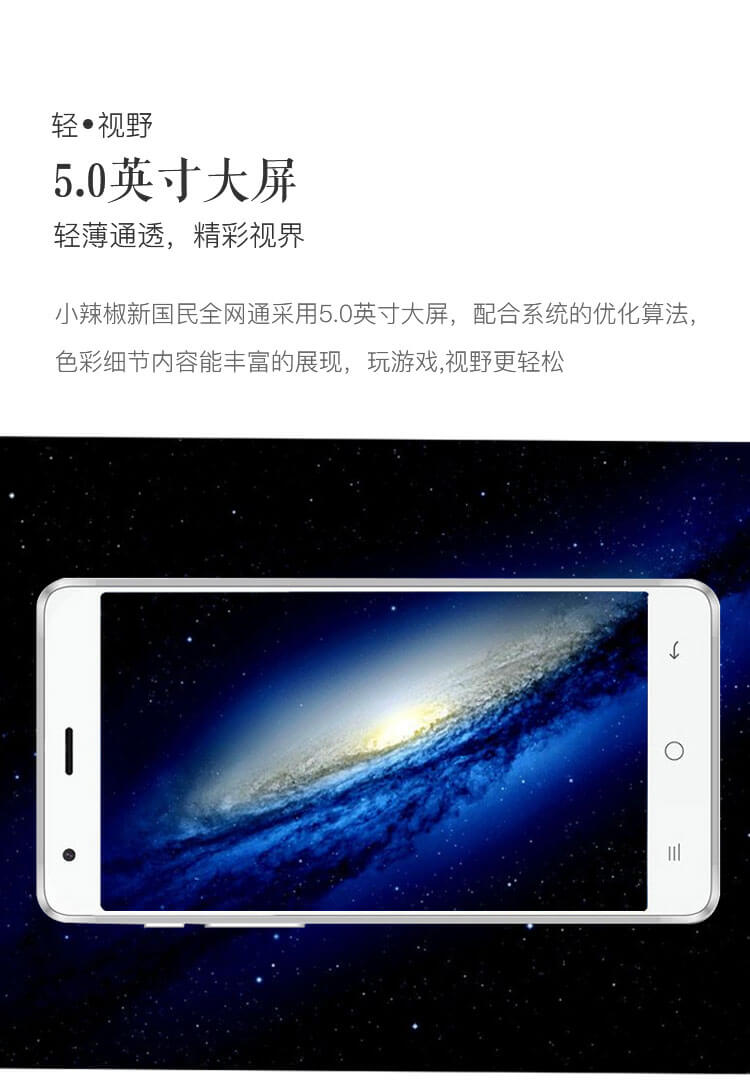 轻•视野
5.0英寸大屏
轻薄通透，精彩视界
小辣椒新国民全网通采用5.0英寸大屏，配合系统的优化算法，
色彩细节内容能丰富的展现，玩游戏,视野更轻松